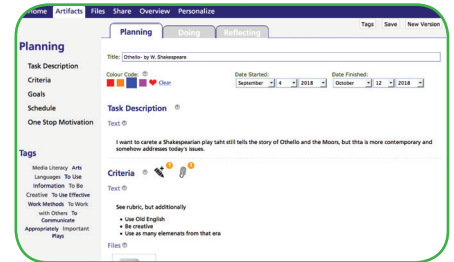 Home Artifacts Files Share Overview Personalize
Tags Save New Version
Planning Doing Reflecting
Planning
Task Description
Criteria
Goals
Schedule
One Stop Motivation
Tags
Media Literacy Arts
Languages To Use
Information To Be
Creative To Use Effective
Work Methods To Work
with Others To
Communicate
Appropriately Important
Plays
Title: Othello- by W. Shakespeare
Colour Code: Clear
Date Started:
September 4 2018
Date Finished:
October 12 2018
Task Description
Text
I want to carete a Shakespearian play taht still tells the story of Othello and the Moors, but thta is more contemporary and
somehow addresses today's issues.
Criteria
Text
See rubric, but additionally
• Use Old English
• Be creative
• Use as many elemenats from that era
Files